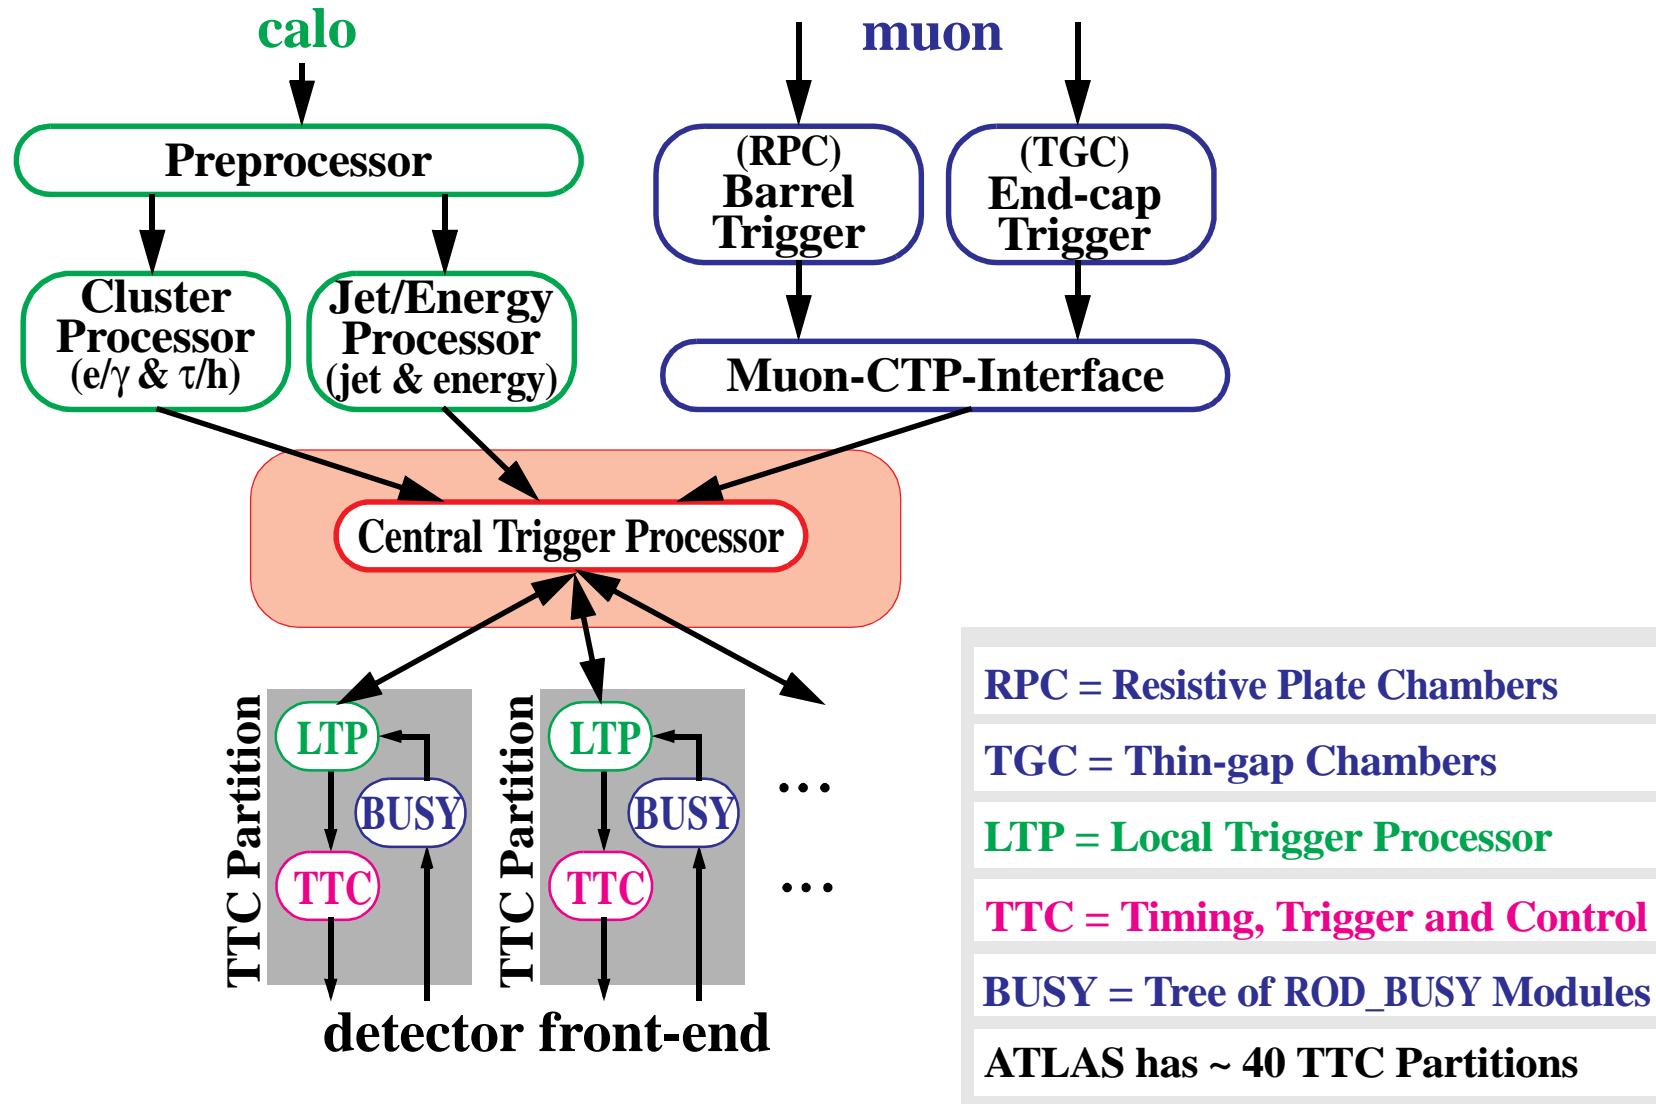 calo
muon
Preprocessor
(RPC)
Barrel
Trigger
(TGC)
End-cap
Trigger
Cluster
Processor
(e/γ & τ/h)
Jet/Energy
Processor
(jet & energy)
Muon-CTP-Interface
Central Trigger Processor
TTC Partition
LTP
BUSY
TTC
TTC Partition
LTP
BUSY
TTC
...
...
detector front-end
RPC = Resistive Plate Chambers
TGC = Thin-gap Chambers
LTP = Local Trigger Processor
TTC = Timing, Trigger and Control
BUSY = Tree of ROD_BUSY Modules
ATLAS has ~ 40 TTC Partitions